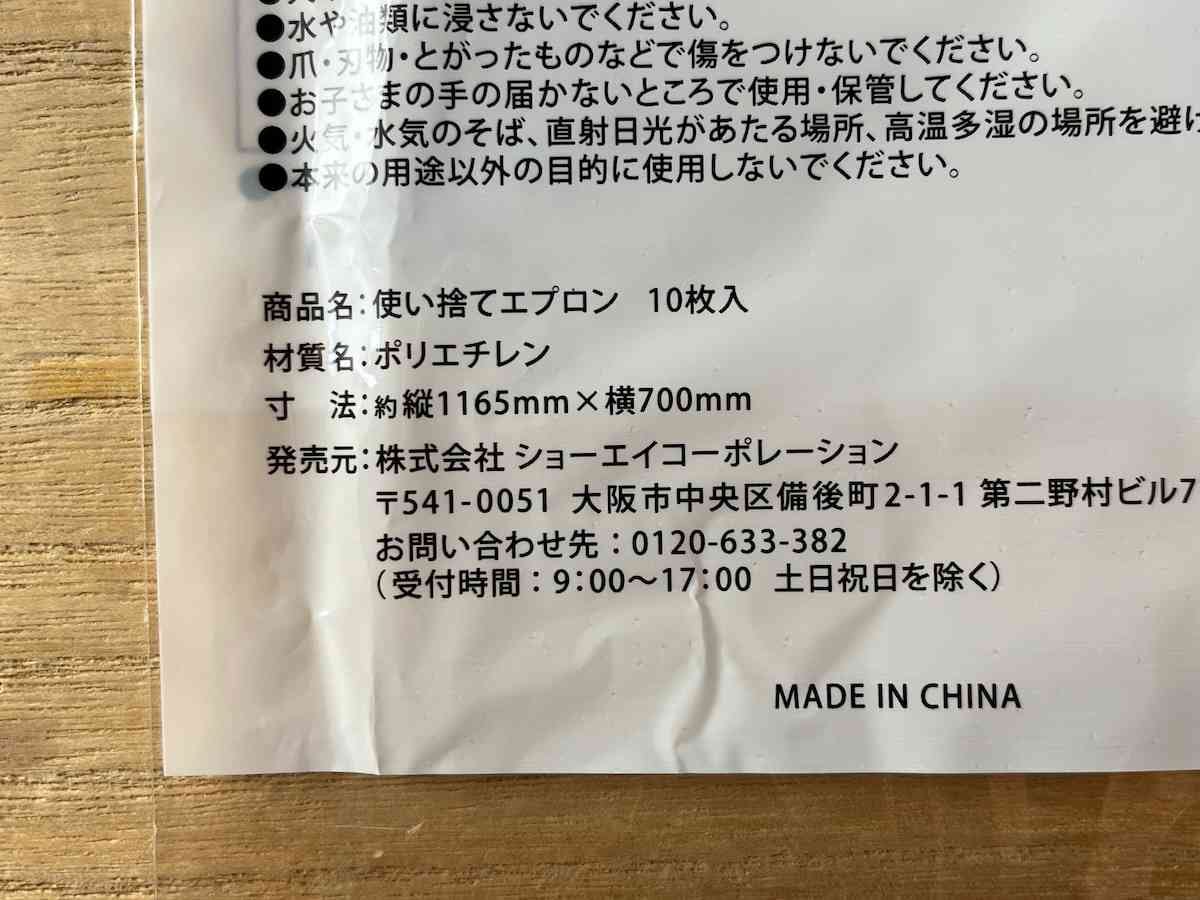 ●水や油類に浸さないでください。
●爪・刃物・とがったものなどで傷をつけないでください。
●お子さまの手の届かないところで使用・保管してください。
●火気・水気のそば、直射日光があたる場所、高温多湿の場所を避け
●本来の用途以外の目的に使用しないでください。
商品名：使い捨てエプロン 10枚入
材質名：ポリエチレン
寸 法：約縦1165mm×横700mm
発売元：株式会社 ショーエイコーポレーション
〒541-0051 大阪市中央区備後町2-1-1 第二野村ビル7
お問い合わせ先：0120-633-382
（受付時間：9:00～17:00 土日祝日を除く）
MADE IN CHINA